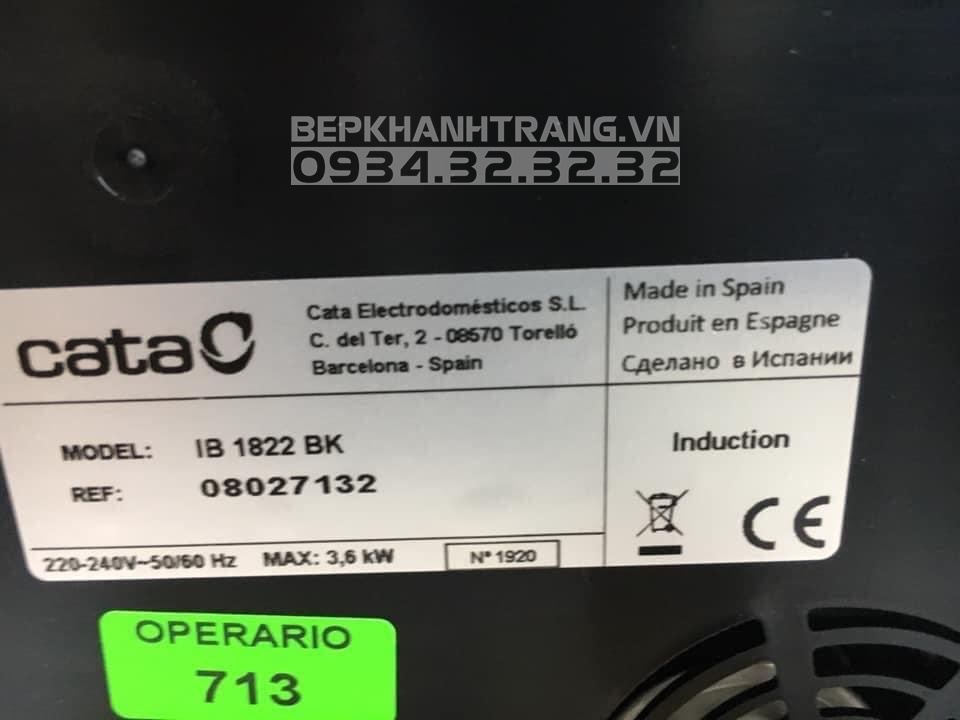 BEPKHANHTRANG.VN
0934.32.32.32
cata
Cata Electrodomésticos S.L.
C. del Ter, 2 - 08570 Torelló
Barcelona - Spain
Made in Spain
Produit en Espagne
Сделано в Испании
MODEL: IB 1822 BK
REF: 08027132
Induction
CE
220-240V~50/60 Hz MAX: 3,6 kW
Nº 1920
OPERARIO
713